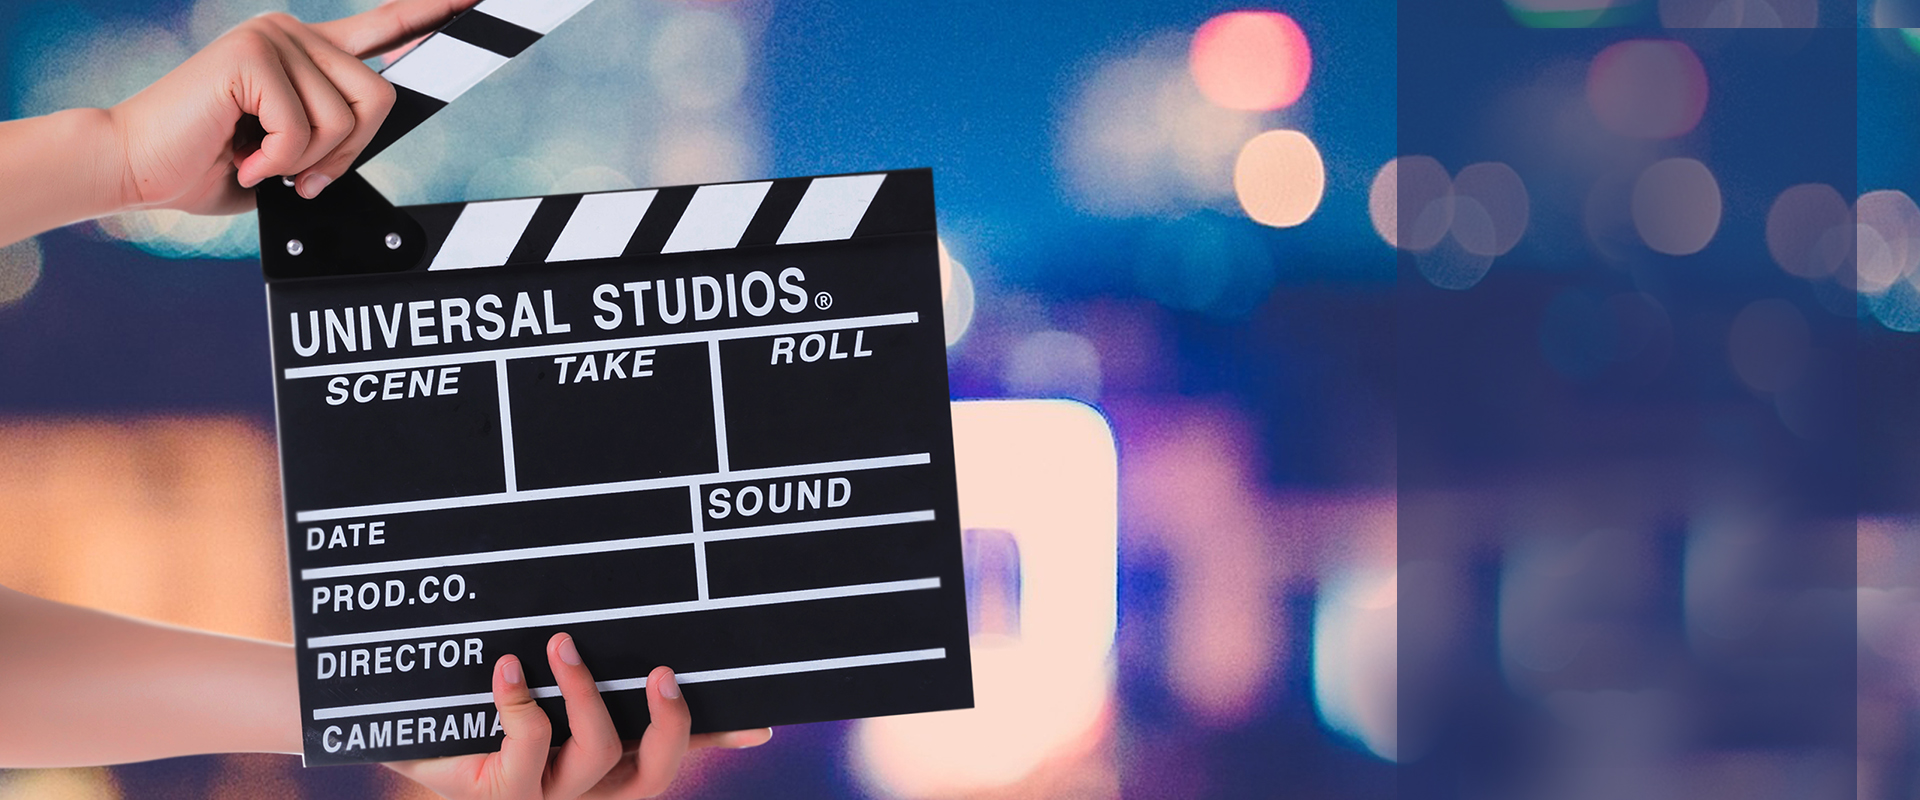 UNIVERSAL STUDIOS®
SCENE TAKE ROLL
DATE
SOUND
PROD.CO.
DIRECTOR
CAMERAMA